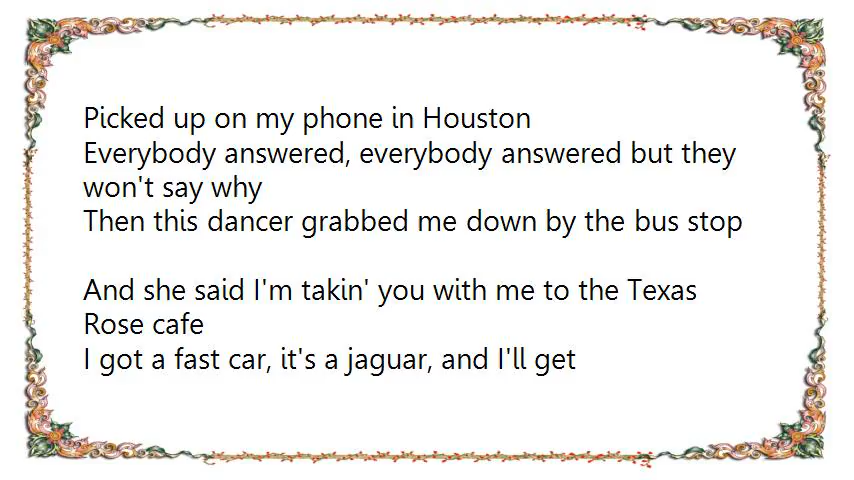 Picked up on my phone in Houston
Everybody answered, everybody answered but they
won't say why
Then this dancer grabbed me down by the bus stop
And she said I'm takin' you with me to the Texas
Rose cafe
I got a fast car, it's a jaguar, and I'll get